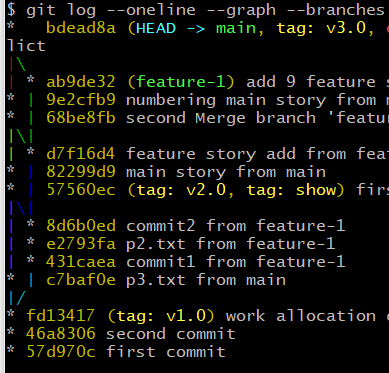 $ git log --oneline --graph --branches
*   bdead8a (HEAD -> main, tag: v3.0,
lict
|\
| * ab9de32 (feature-1) add 9 feature
* | 9e2cfb9 numbering main story from
* | 68be8fb second Merge branch 'featur
|\|
| * d7f16d4 feature story add from fea
* | 82299d9 main story from main
* | 57560ec (tag: v2.0, tag: show) firs
|\|
| * 8d6b0ed commit2 from feature-1
| * e2793fa p2.txt from feature-1
| * 431caea commit1 from feature-1
* | c7baf0e p3.txt from main
|/
* fd13417 (tag: v1.0) work allocation
* 46a8306 second commit
* 57d970c first commit